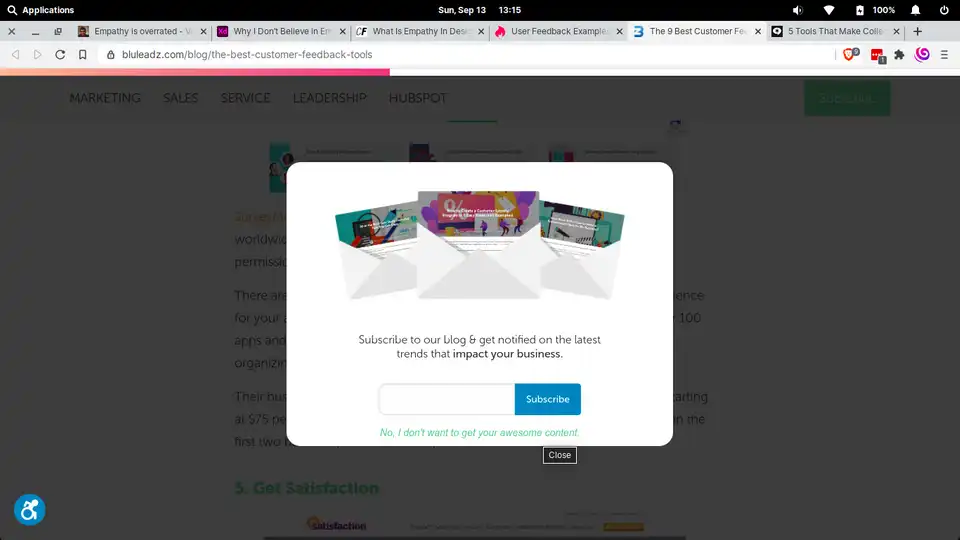 Applications
Sun, Sep 13 13:15
100%
Empathy is overrated - V
Why I Don't Believe In Em
What Is Empathy In Desi
User Feedback Examples
The 9 Best Customer Fee
5 Tools That Make Colle
bluleadz.com/blog/the-best-customer-feedback-tools
MARKETING SALES SERVICE LEADERSHIP HUBSPOT
Subscribe
worldwide
permissi
There are
ence
for your
100
apps and
organizin
Their bus
starting
at $75 pe
n the
first two
Subscribe to our blog & get notified on the latest
trends that impact your business.
Subscribe
No, I don't want to get your awesome content.
Close
5. Get Satisfaction
satisfaction